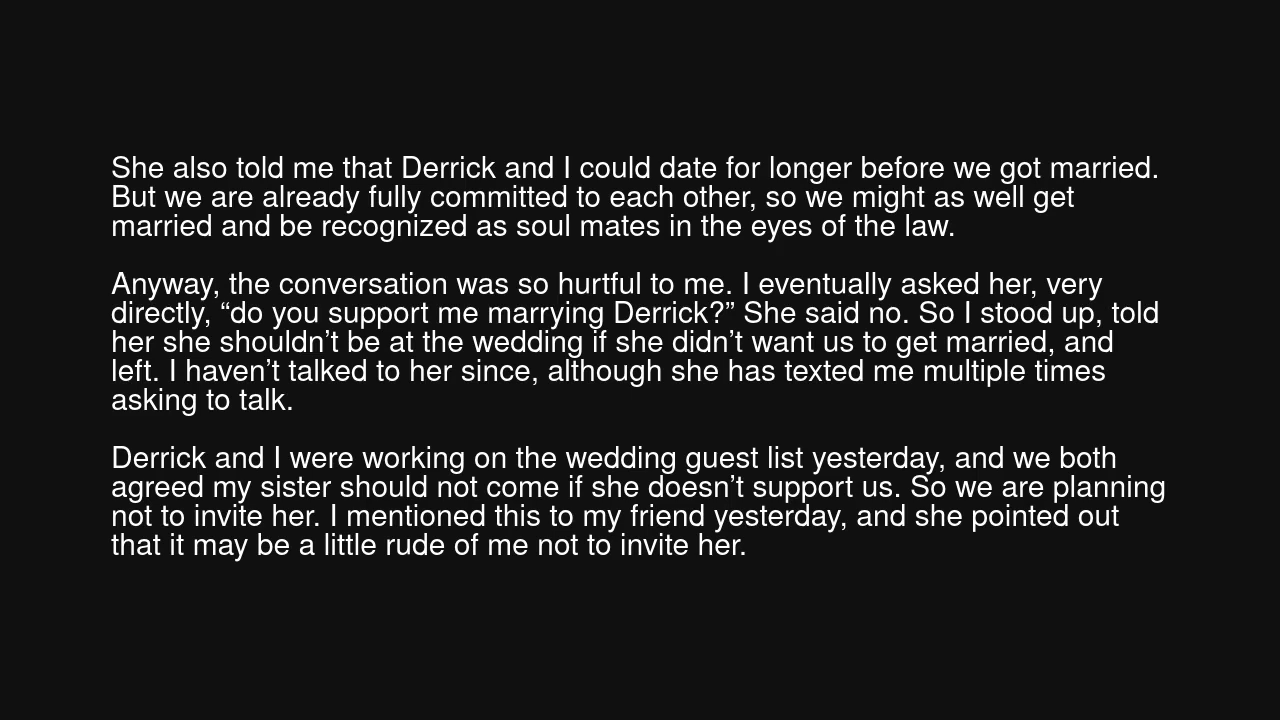 She also told me that Derrick and I could date for longer before we got married.
But we are already fully committed to each other, so we might as well get
married and be recognized as soul mates in the eyes of the law.
Anyway, the conversation was so hurtful to me. I eventually asked her, very
directly, “do you support me marrying Derrick?” She said no. So I stood up, told
her she shouldn’t be at the wedding if she didn’t want us to get married, and
left. I haven’t talked to her since, although she has texted me multiple times
asking to talk.
Derrick and I were working on the wedding guest list yesterday, and we both
agreed my sister should not come if she doesn’t support us. So we are planning
not to invite her. I mentioned this to my friend yesterday, and she pointed out
that it may be a little rude of me not to invite her.